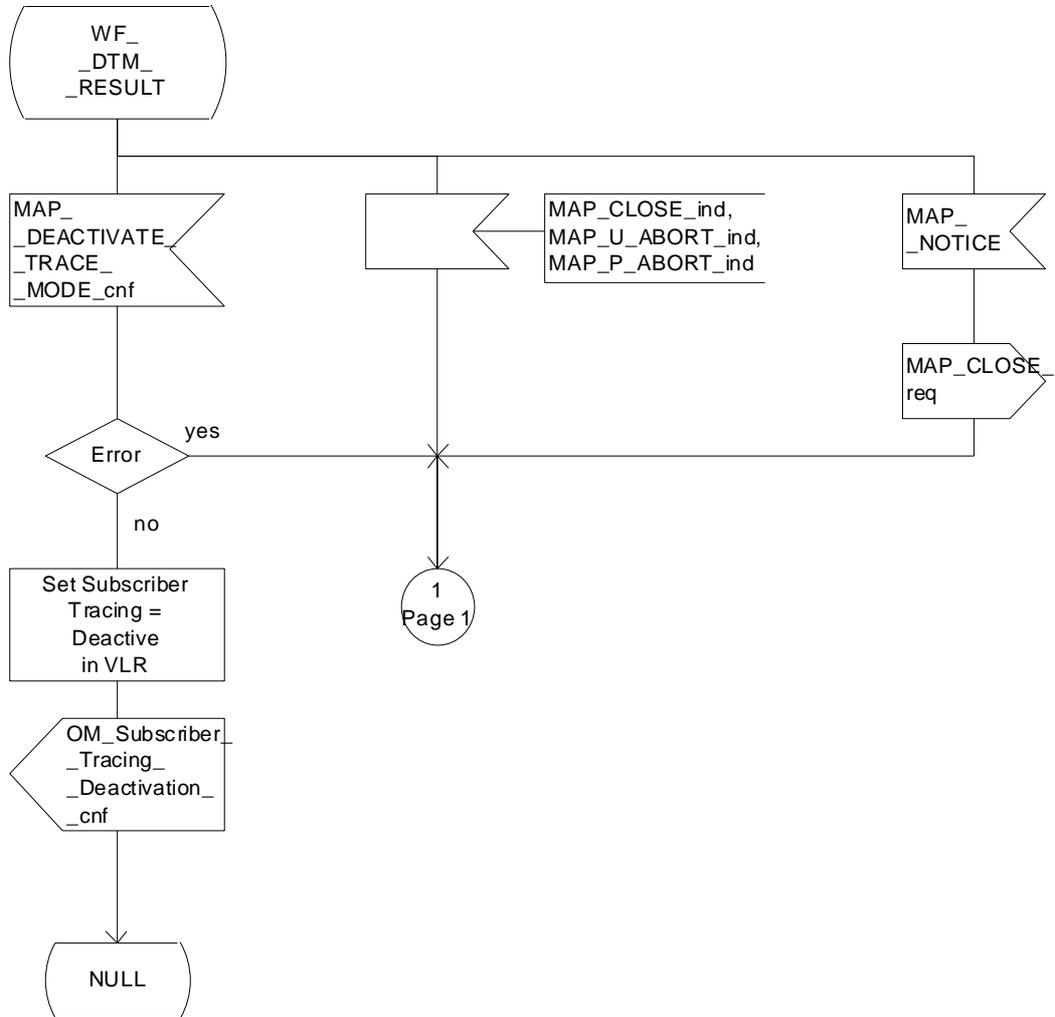 WF_
_DTM_
_RESULT
MAP_
_DEACTIVATE_
_TRACE_
_MODE_cnf
MAP_CLOSE_ind,
MAP_U_ABORT_ind,
MAP_P_ABORT_ind
MAP_
_NOTICE
MAP_CLOSE_
req
yes
Error
no
Set Subscriber
Tracing =
Deactive
in VLR
1
Page 1
OM_Subscriber_
_Tracing_
_Deactivation_
_cnf
NULL